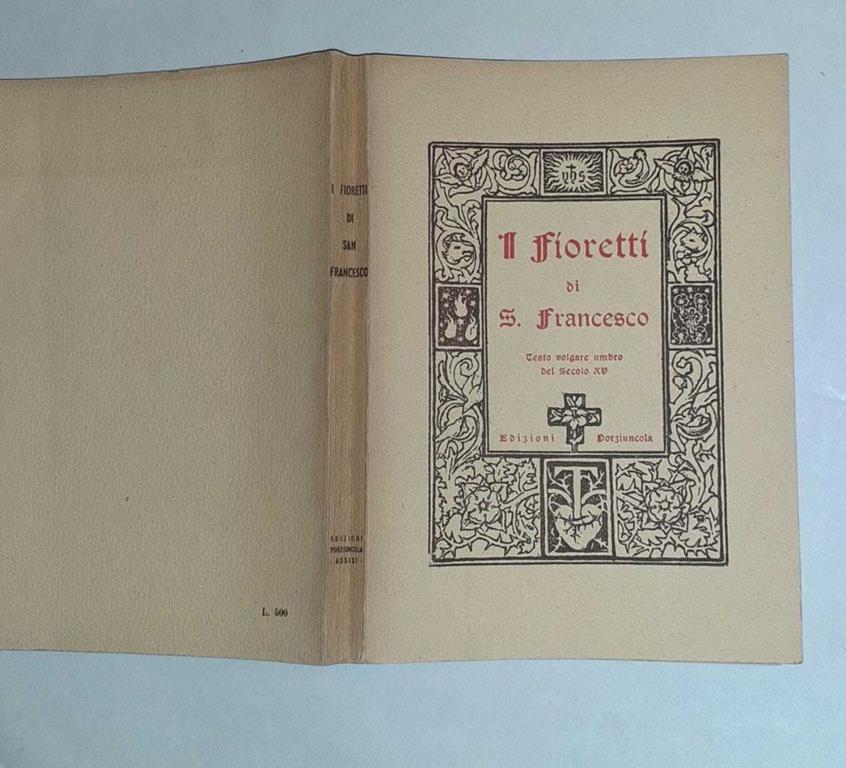 I FIORETTI
DI
SAN
FRANCESCO
EDIZIONI
PORZIUNCOLA
- ASSISI -
L. 500
yhs
I Fioretti
di
S. Francesco
Testo volgare umbro
del Secolo XV
Edizioni Porziuncola